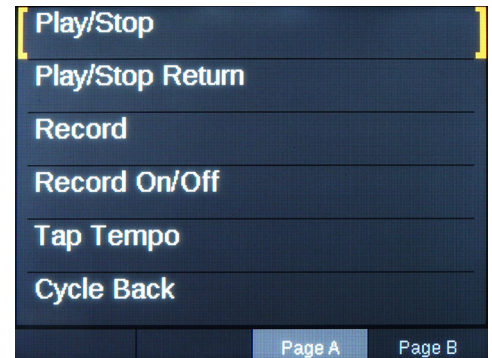 Play/Stop
Play/Stop Return
Record
Record On/Off
Tap Tempo
Cycle Back
Page A Page B